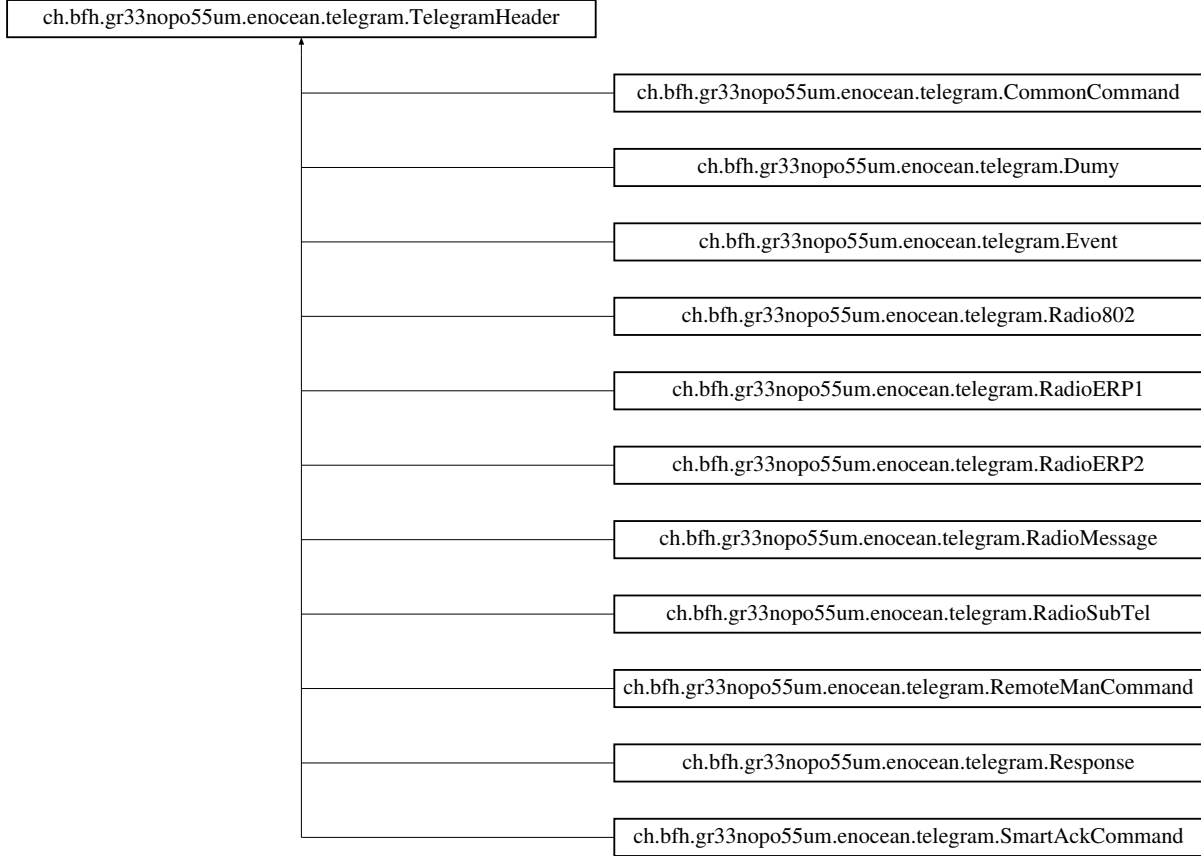 ch.bfh.gr33nopo55um.enocean.telegram.TelegramHeader
ch.bfh.gr33nopo55um.enocean.telegram.CommonCommand
ch.bfh.gr33nopo55um.enocean.telegram.Dumy
ch.bfh.gr33nopo55um.enocean.telegram.Event
ch.bfh.gr33nopo55um.enocean.telegram.Radio802
ch.bfh.gr33nopo55um.enocean.telegram.RadioERP1
ch.bfh.gr33nopo55um.enocean.telegram.RadioERP2
ch.bfh.gr33nopo55um.enocean.telegram.RadioMessage
ch.bfh.gr33nopo55um.enocean.telegram.RadioSubTel
ch.bfh.gr33nopo55um.enocean.telegram.RemoteManCommand
ch.bfh.gr33nopo55um.enocean.telegram.Response
ch.bfh.gr33nopo55um.enocean.telegram.SmartAckCommand